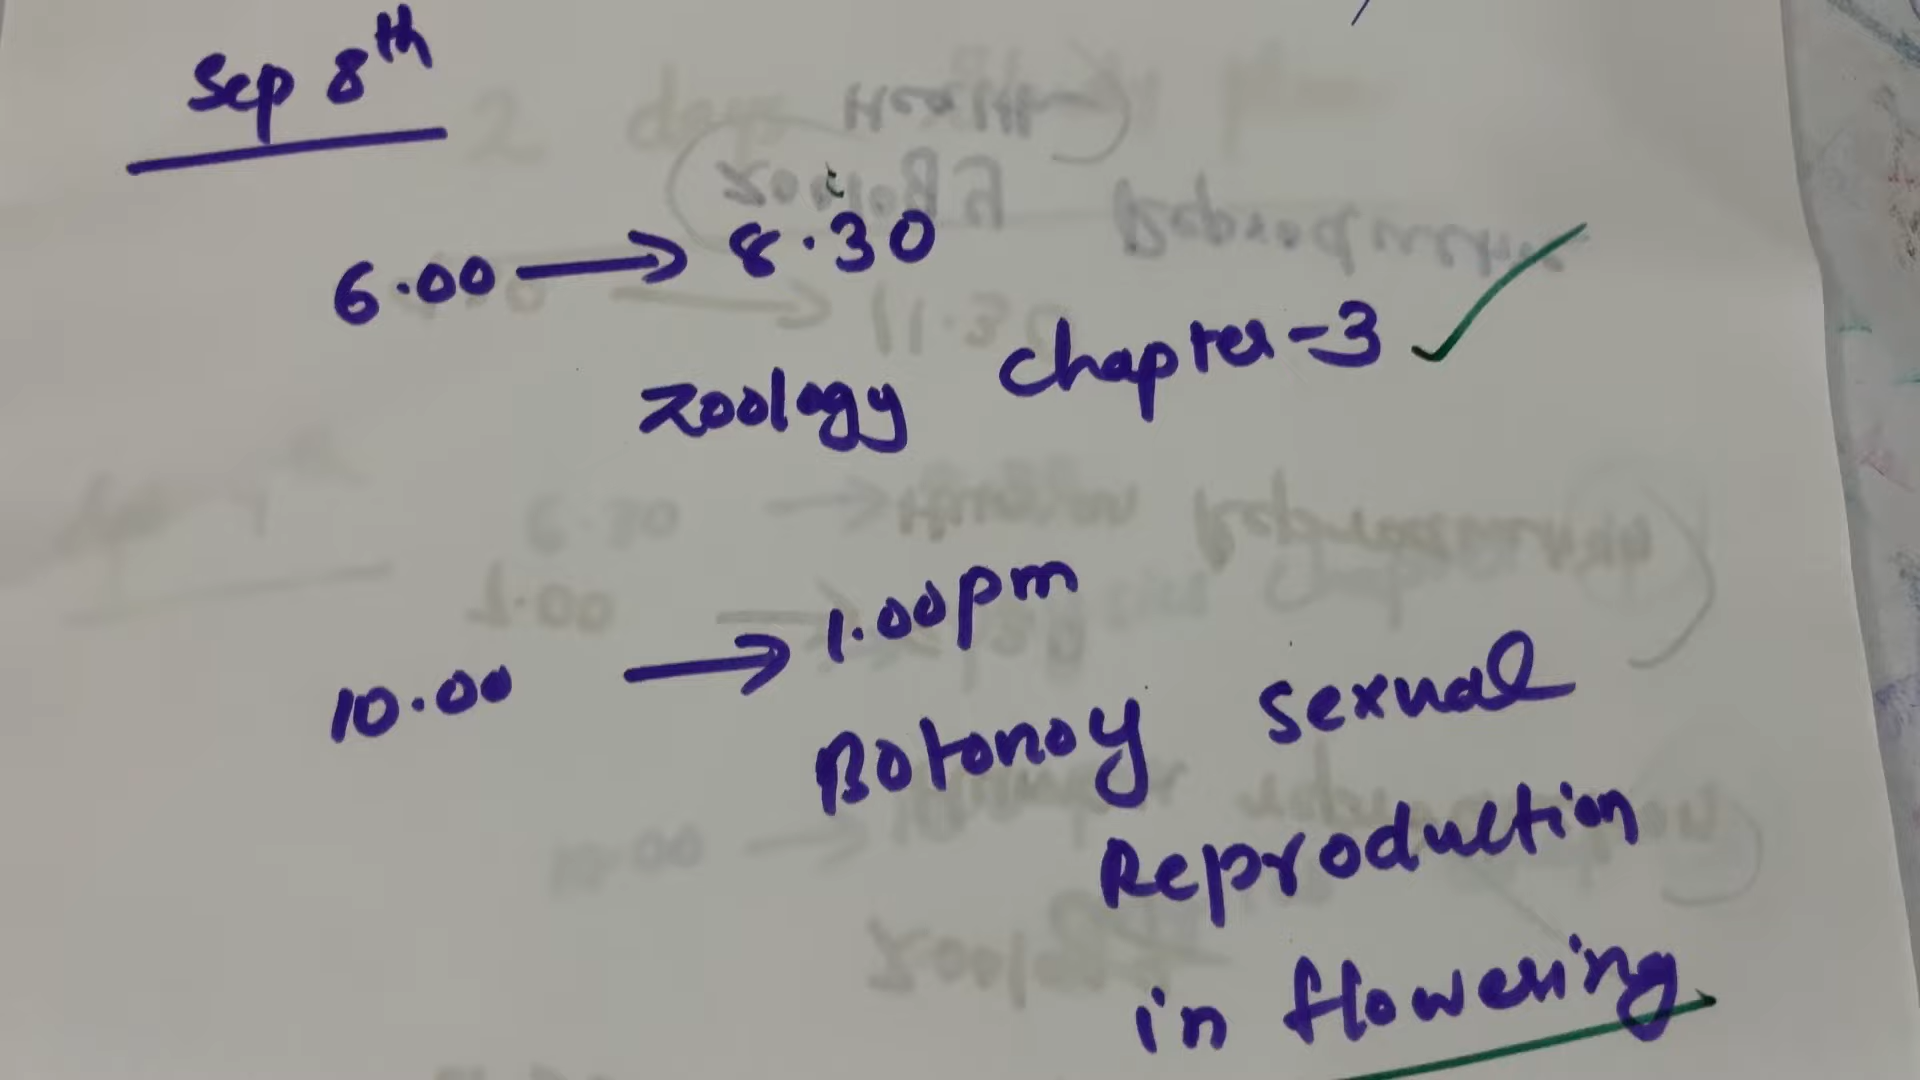 Sep 8th
6.00 → 8.30
Zoology chapter-3 ✓
10.00 → 1.00pm
Botonoy sexual
Reproduction
in flowering